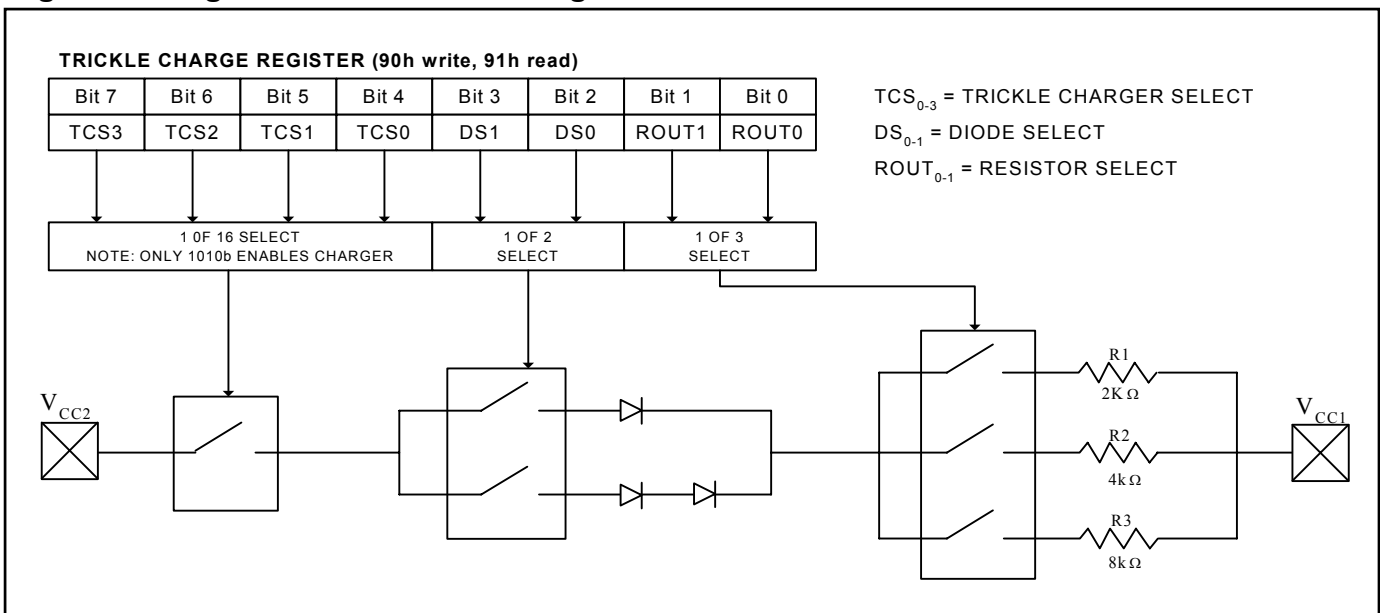 TRICKLE CHARGE REGISTER (90h write, 91h read)
Bit 7 Bit 6 Bit 5 Bit 4 Bit 3 Bit 2 Bit 1 Bit 0
TCS3 TCS2 TCS1 TCS0 DS1 DS0 ROUT1 ROUT0
TCS0-3 = TRICKLE CHARGER SELECT
DS0-1 = DIODE SELECT
ROUT0-1 = RESISTOR SELECT
1 0F 16 SELECT
NOTE: ONLY 1010b ENABLES CHARGER
1 OF 2
SELECT
1 OF 3
SELECT
VCC2
R1
2K Ω
R2
4k Ω
R3
8k Ω
VCC1